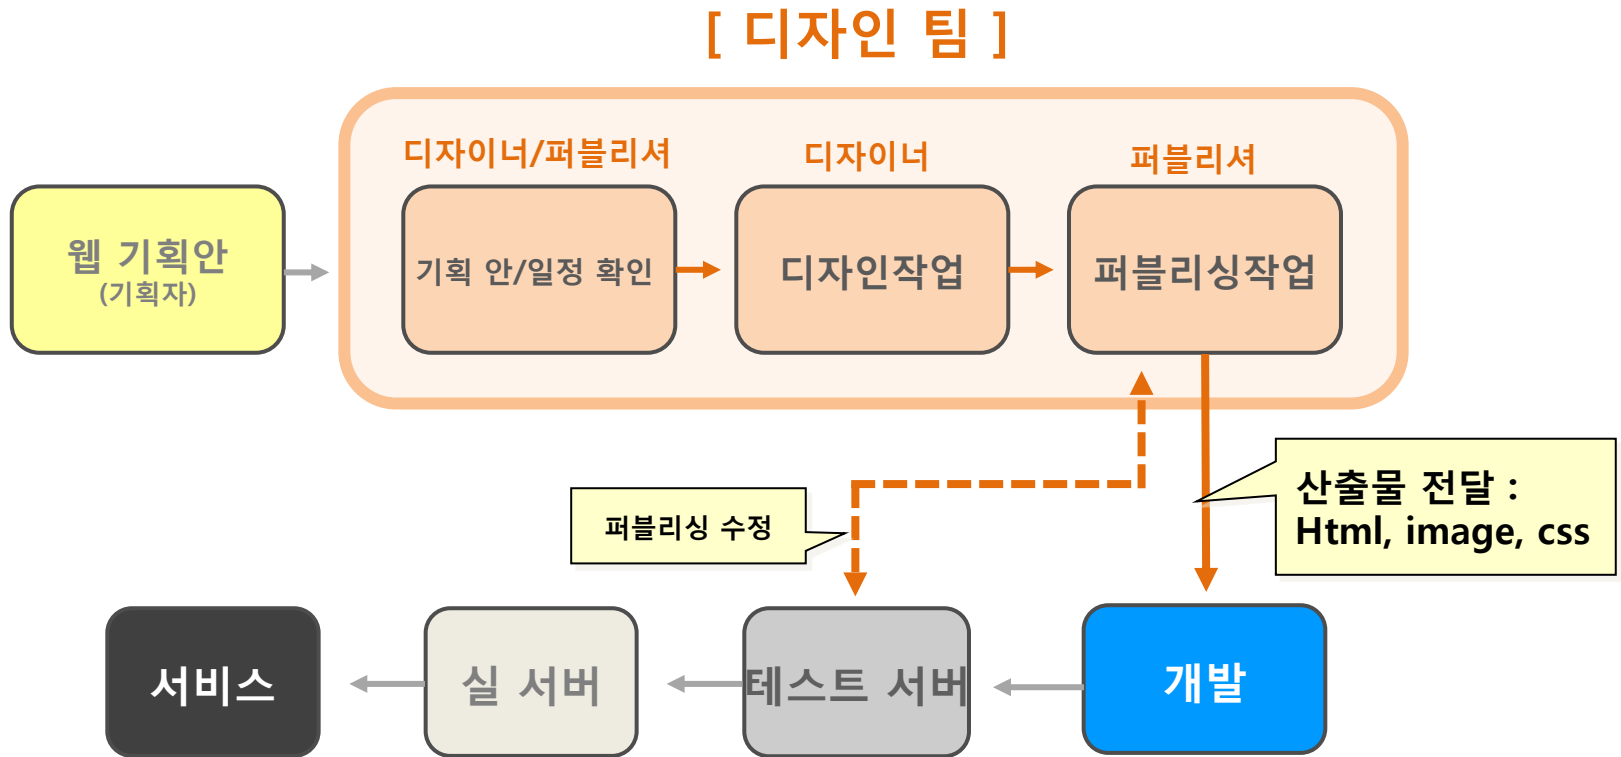 [ 디자인 팀 ]
디자이너/퍼블리셔
디자이너
퍼블리셔
웹 기획안
(기획자)
기획 안/일정 확인
디자인작업
퍼블리싱작업
산출물 전달 :
Html, image, css
퍼블리싱 수정
서비스
실 서버
테스트 서버
개발